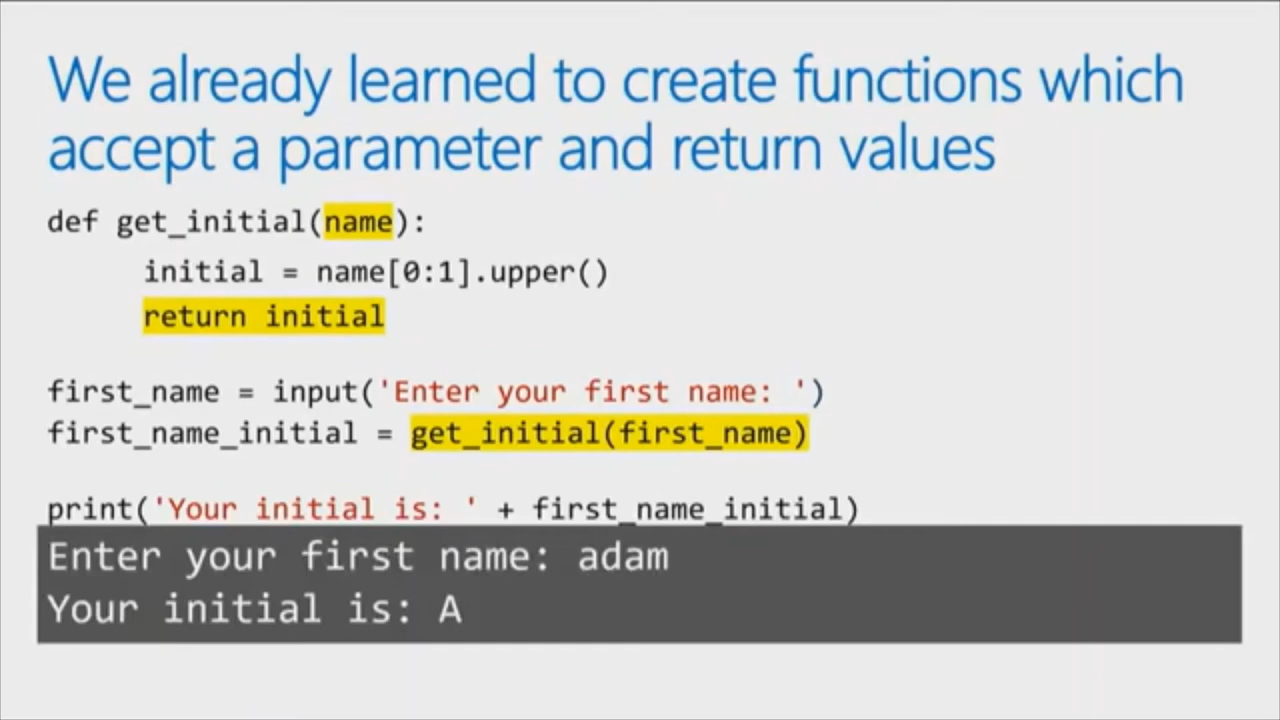 We already learned to create functions which
accept a parameter and return values
def get_initial(name):
initial = name[0:1].upper()
return initial
first_name = input('Enter your first name: ')
first_name_initial = get_initial(first_name)
print('Your initial is: ' + first_name_initial)
Enter your first name: adam
Your initial is: A